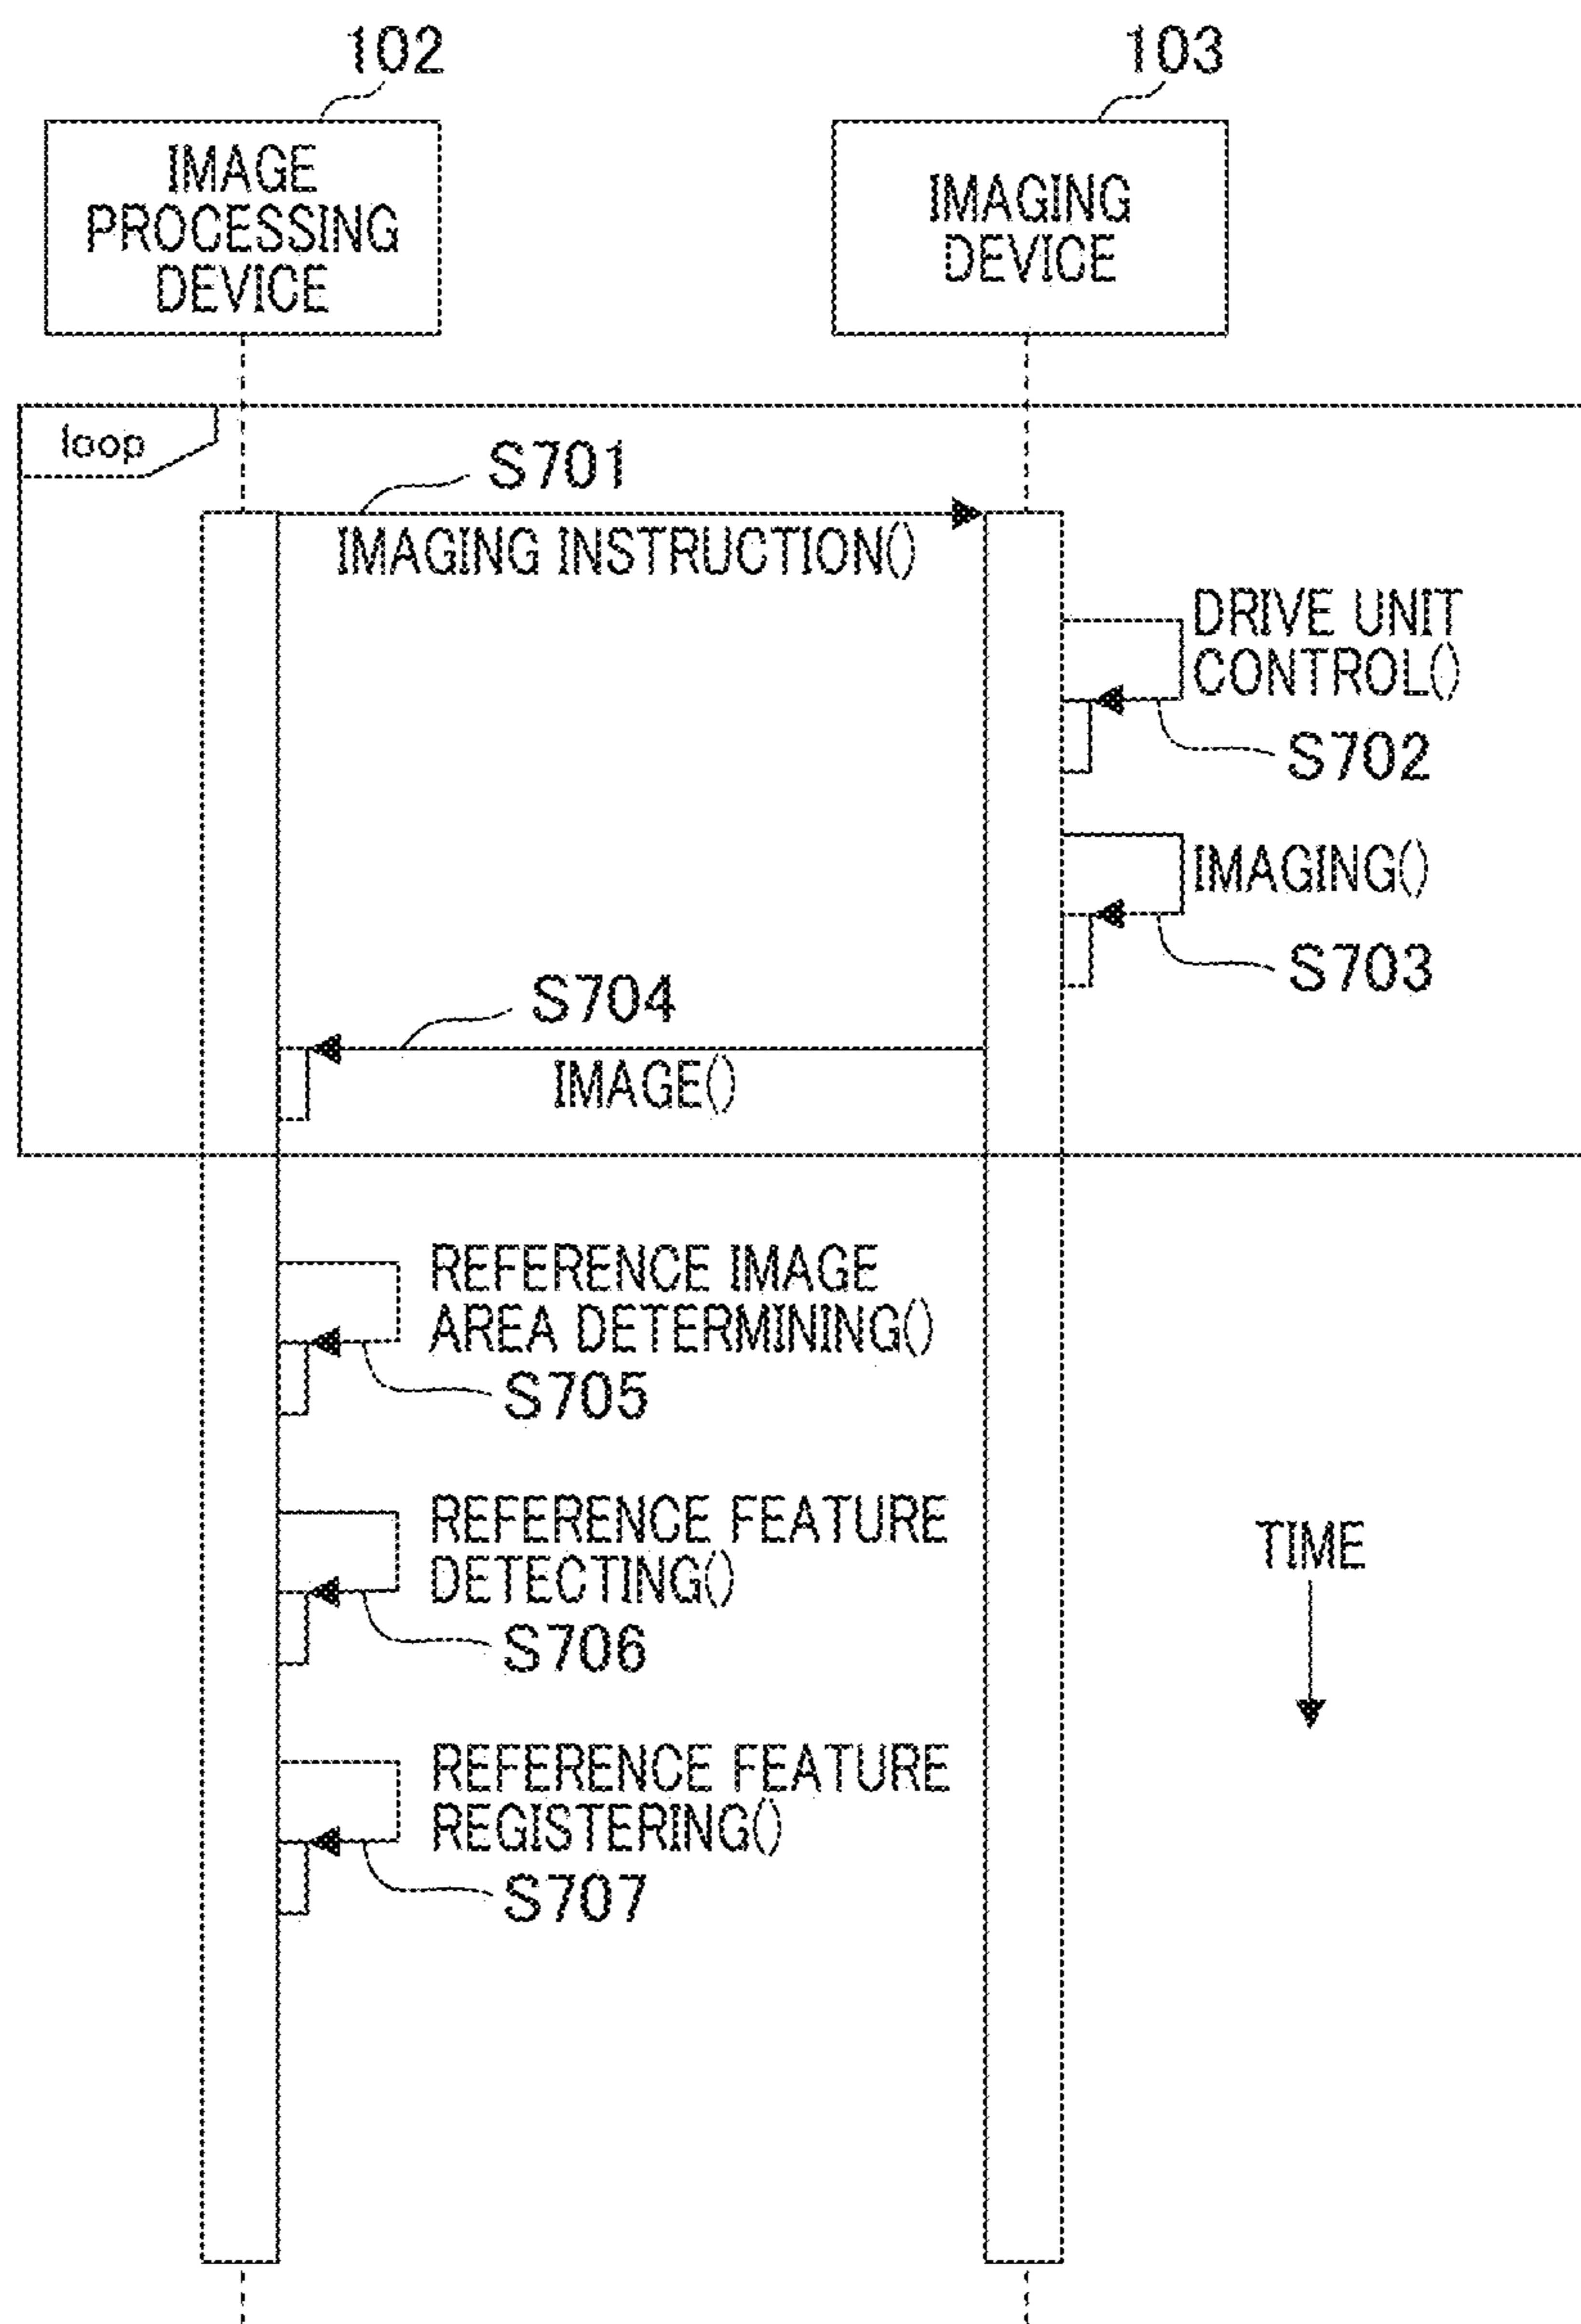 102
103
IMAGE
PROCESSING
DEVICE
IMAGING
DEVICE
loop
S701
IMAGING INSTRUCTION()
DRIVE UNIT
CONTROL()
S702
IMAGING()
S703
S704
IMAGE()
REFERENCE IMAGE
AREA DETERMINING()
S705
REFERENCE FEATURE
DETECTING()
S706
TIME
REFERENCE FEATURE
REGISTERING()
S707